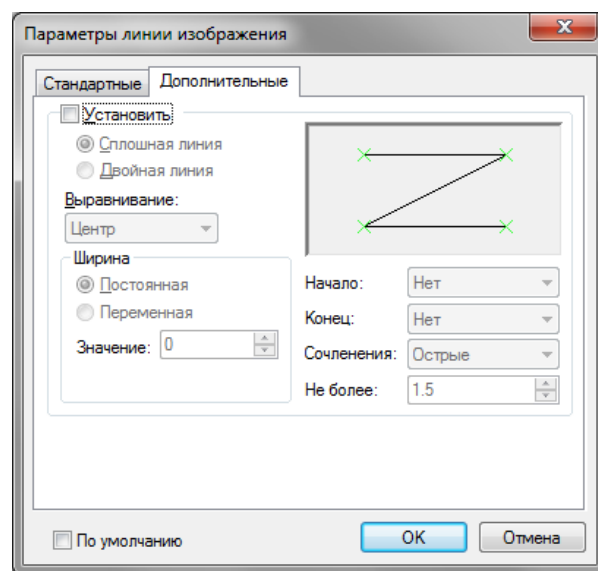 Параметры линии изображения
Стандартные
Дополнительные
Установить
Сплошная линия
Двойная линия
Выравнивание:
Центр
Ширина
Постоянная
Переменная
Значение: 0
Начало: Нет
Конец: Нет
Сочленения: Острые
Не более: 1.5
По умолчанию
OK
Отмена